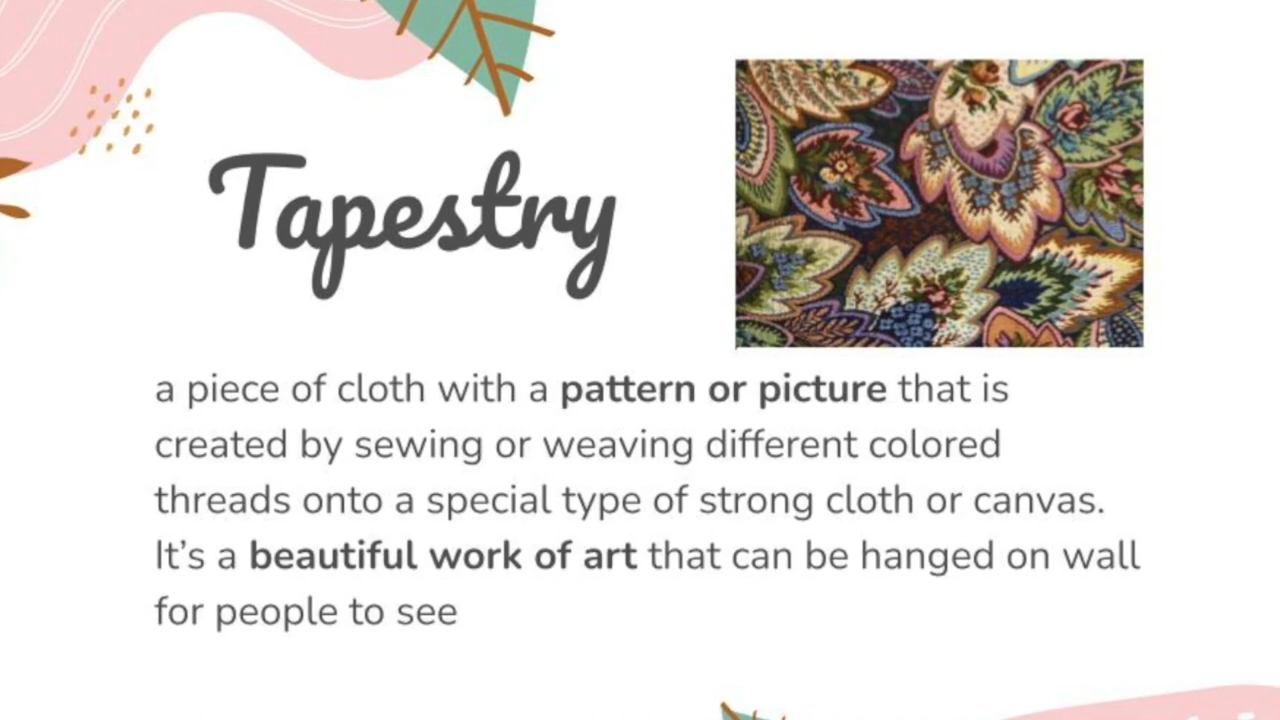 Tapestry
a piece of cloth with a pattern or picture that is
created by sewing or weaving different colored
threads onto a special type of strong cloth or canvas.
It’s a beautiful work of art that can be hanged on wall
for people to see